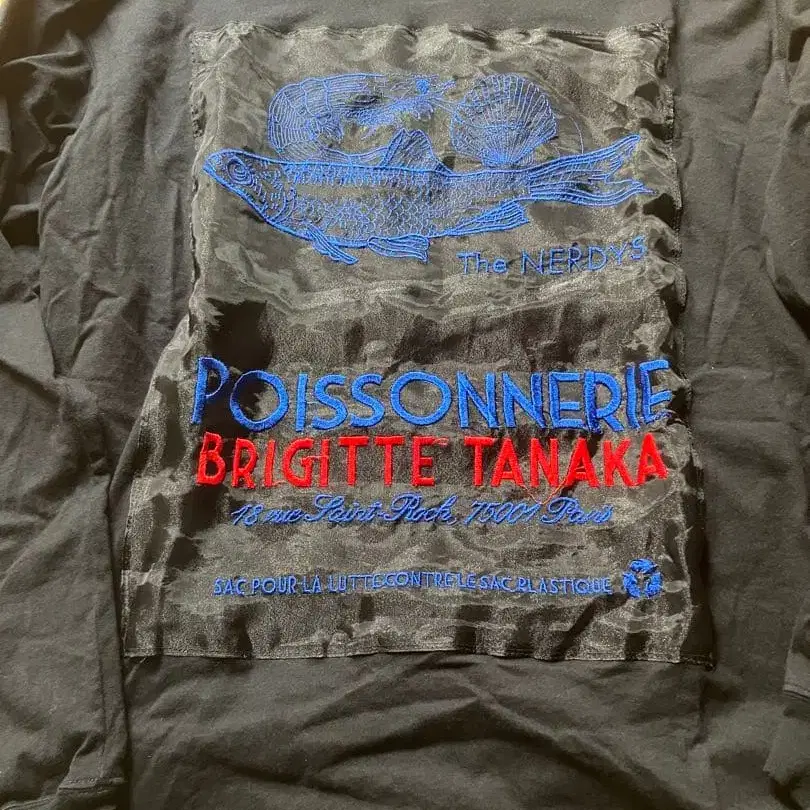 The NERDYS
POISSONNERIE
BRIGITTE TANAKA
18 rue Saint-Roch, 75001 Paris
SAC POUR LA LUTTE CONTRE LE SAC PLASTIQUE